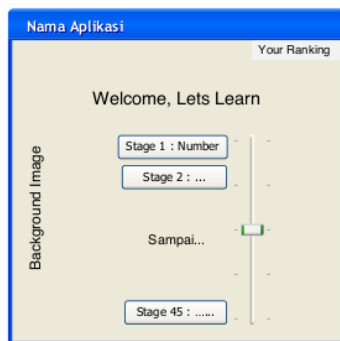 Nama Aplikasi
Your Ranking
Welcome, Lets Learn
Background Image
Stage 1 : Number
Stage 2 : ...
Sampai...
Stage 45 : ......